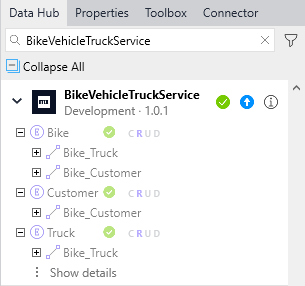 Data Hub Properties Toolbox Connector
BikeVehicleTruckService
Collapse All
BikeVehicleTruckService
Development · 1.0.1
E Bike CRUD
Bike_Truck
Bike_Customer
E Customer CRUD
Bike_Customer
E Truck CRUD
Bike_Truck
Show details